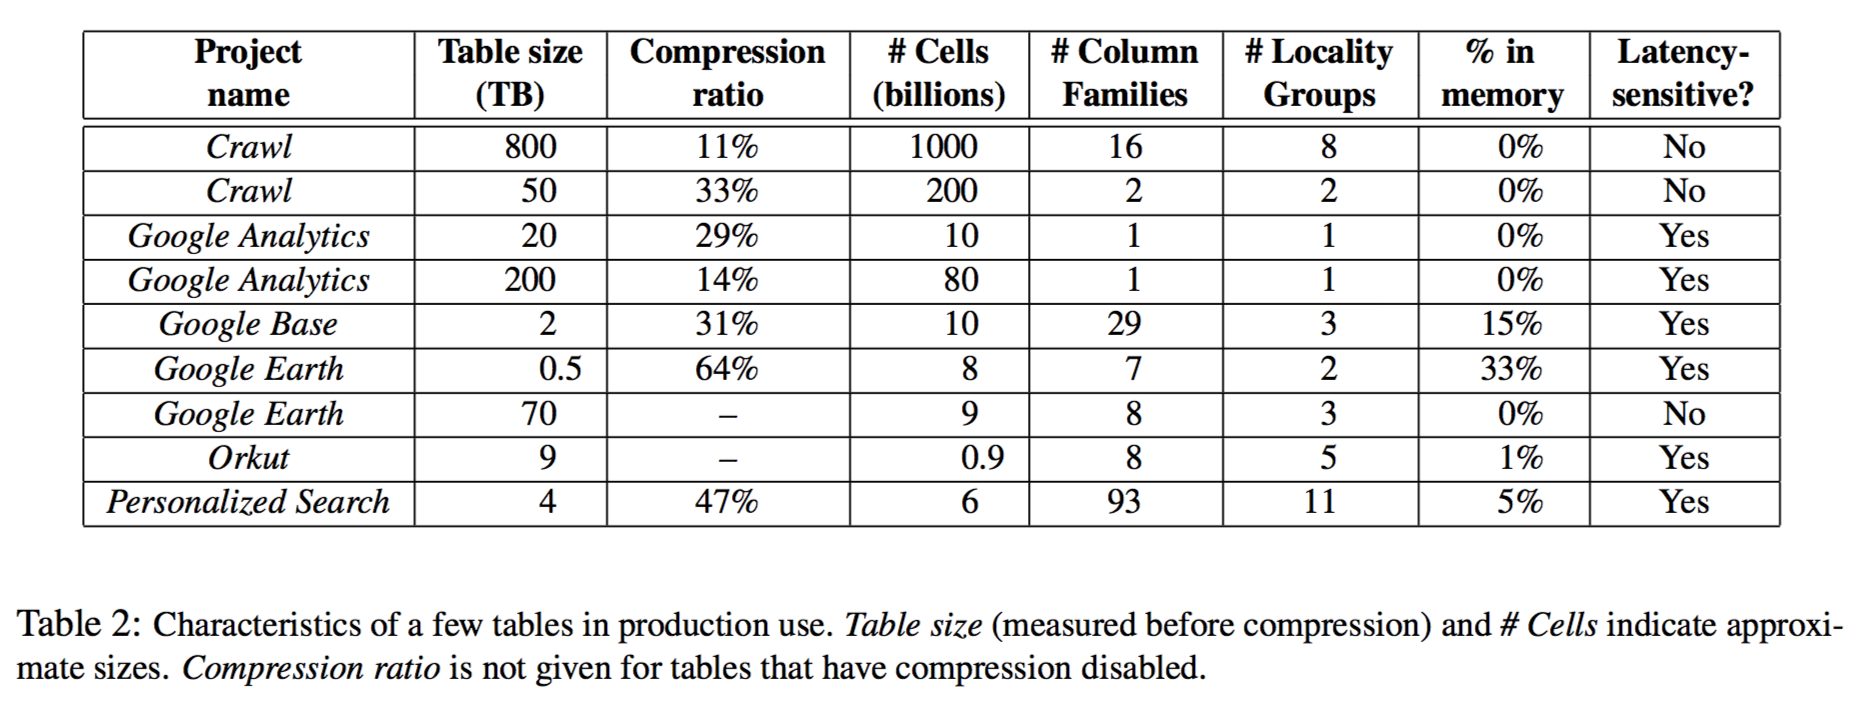 Project name | Table size (TB) | Compression ratio | # Cells (billions) | # Column Families | # Locality Groups | % in memory | Latency-sensitive?
Crawl | 800 | 11% | 1000 | 16 | 8 | 0% | No
Crawl | 50 | 33% | 200 | 2 | 2 | 0% | No
Google Analytics | 20 | 29% | 10 | 1 | 1 | 0% | Yes
Google Analytics | 200 | 14% | 80 | 1 | 1 | 0% | Yes
Google Base | 2 | 31% | 10 | 29 | 3 | 15% | Yes
Google Earth | 0.5 | 64% | 8 | 7 | 2 | 33% | Yes
Google Earth | 70 | – | 9 | 8 | 3 | 0% | No
Orkut | 9 | – | 0.9 | 8 | 5 | 1% | Yes
Personalized Search | 4 | 47% | 6 | 93 | 11 | 5% | Yes
Table 2: Characteristics of a few tables in production use. Table size (measured before compression) and # Cells indicate approxi-
mate sizes. Compression ratio is not given for tables that have compression disabled.